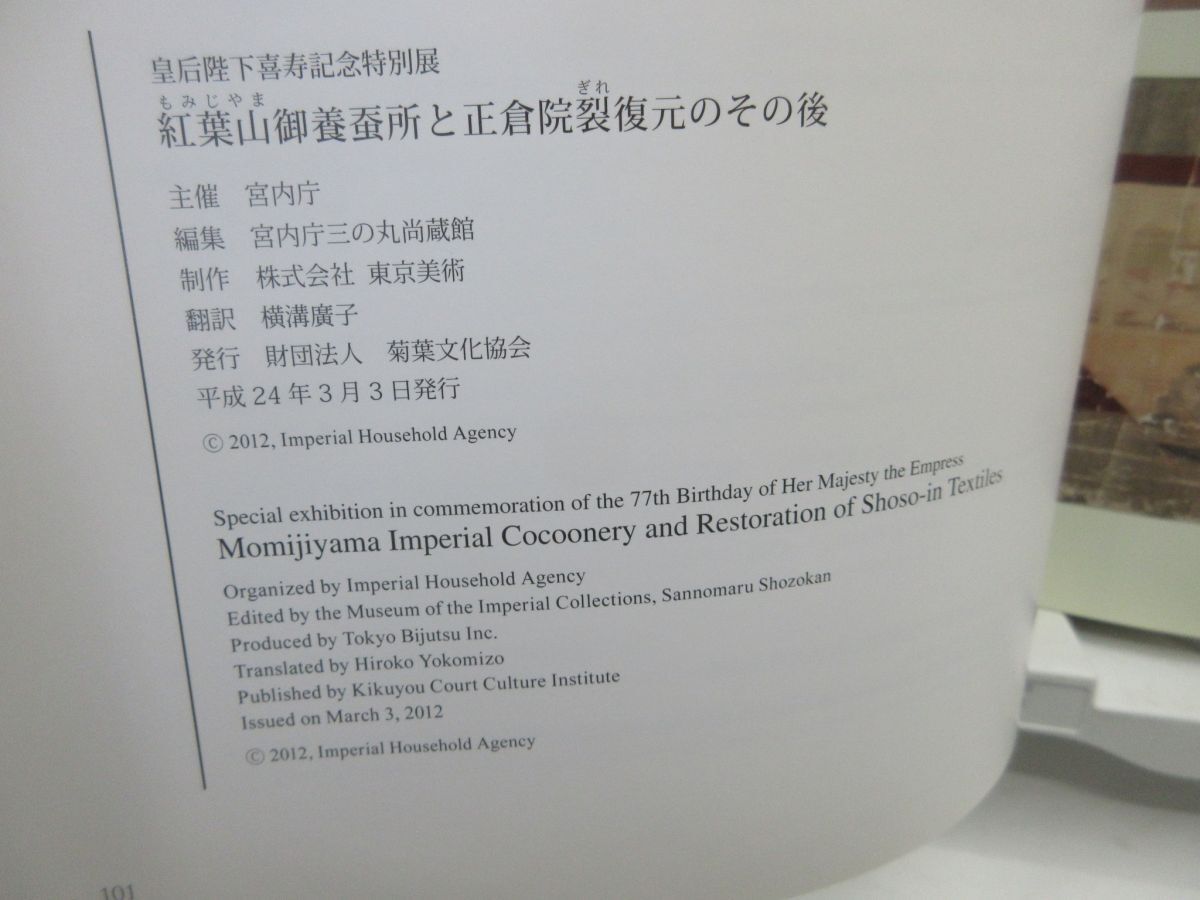 皇后陛下喜寿記念特別展
もみじやま ぎれ
紅葉山御養蚕所と正倉院裂復元のその後
主催 宮内庁
編集 宮内庁三の丸尚蔵館
制作 株式会社 東京美術
翻訳 横溝廣子
発行 財団法人 菊葉文化協会
平成24年3月3日発行
© 2012, Imperial Household Agency
Special exhibition in commemoration of the 77th Birthday of Her Majesty the Empress
Momijiyama Imperial Cocoonery and Restoration of Shoso-in Textiles
Organized by Imperial Household Agency
Edited by the Museum of the Imperial Collections, Sannomaru Shozokan
Produced by Tokyo Bijutsu Inc.
Translated by Hiroko Yokomizo
Published by Kikuyou Court Culture Institute
Issued on March 3, 2012
© 2012, Imperial Household Agency
101